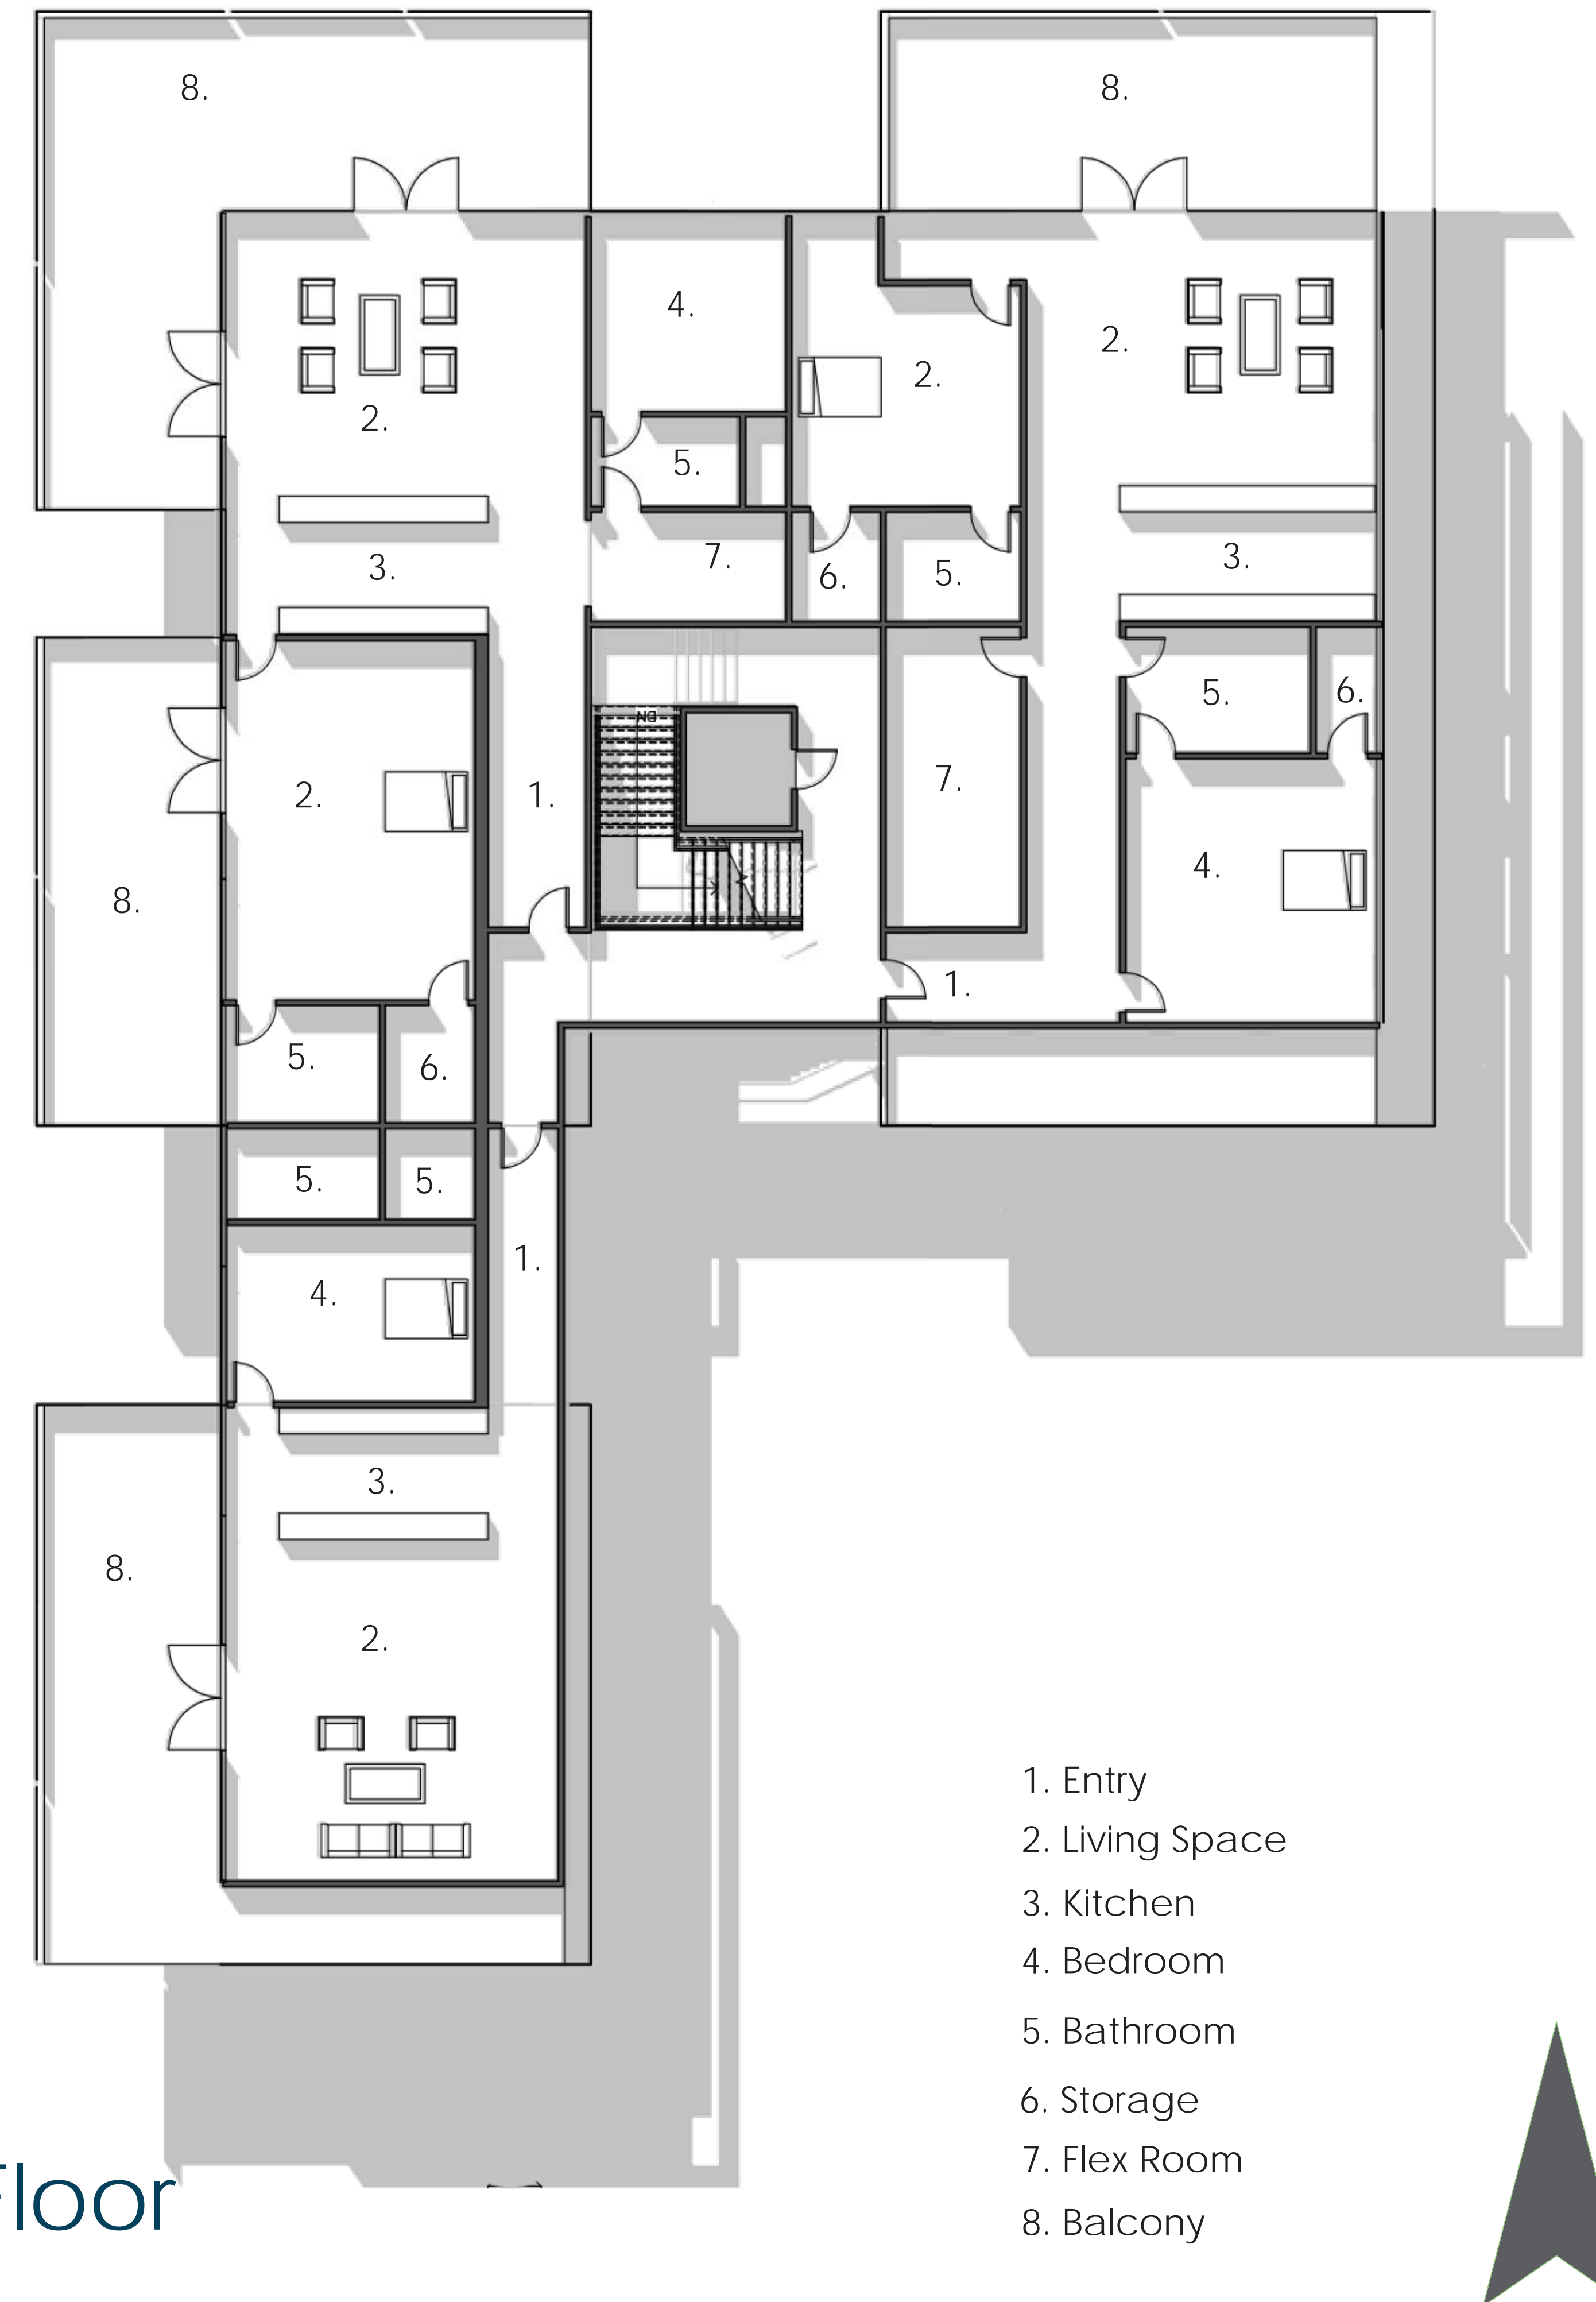 8.
8.
4.
2.
2.
2.
5.
3.
7.
6.
5.
3.
5.
6.
DN
2.
1.
7.
4.
8.
1.
5.
6.
5.
5.
1.
4.
3.
8.
2.
1. Entry
2. Living Space
3. Kitchen
4. Bedroom
5. Bathroom
6. Storage
7. Flex Room
8. Balcony
Floor